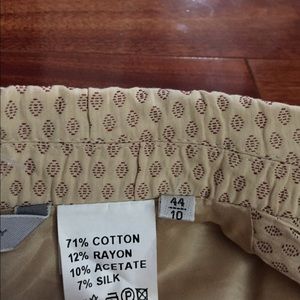 44
10
71% COTTON
12% RAYON
10% ACETATE
7% SILK